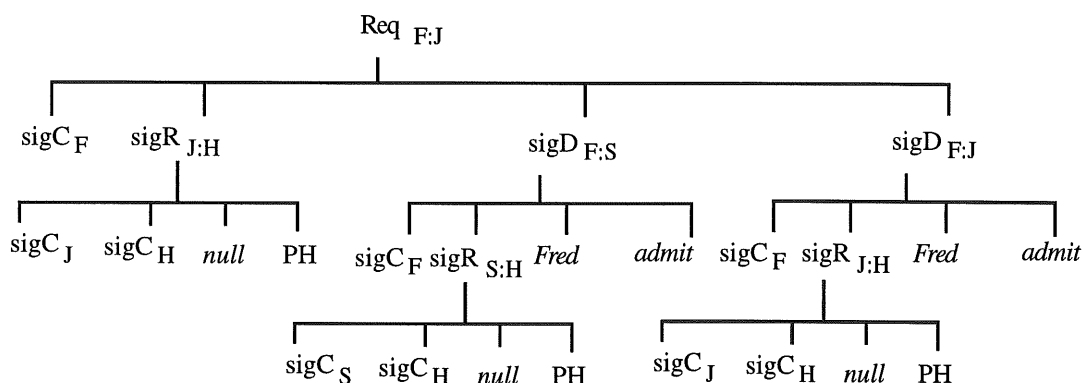 Req F:J
sigC F sigR J:H sigD F:S sigD F:J
sigC J sigC H null PH sigC F sigR S:H Fred admit sigC F sigR J:H Fred admit
sigC S sigC H null PH sigC J sigC H null PH